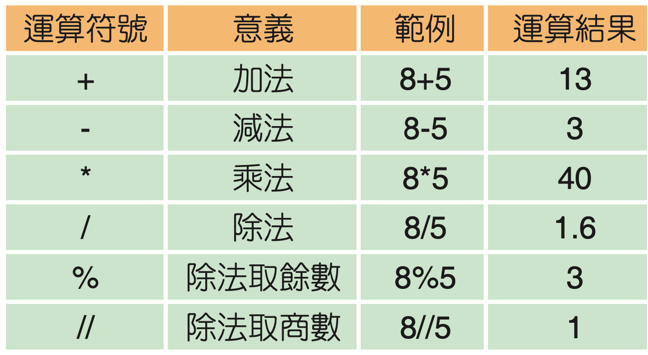 運算符號 意義 範例 運算結果
+ 加法 8+5 13
- 減法 8-5 3
* 乘法 8*5 40
/ 除法 8/5 1.6
% 除法取餘數 8%5 3
// 除法取商數 8//5 1